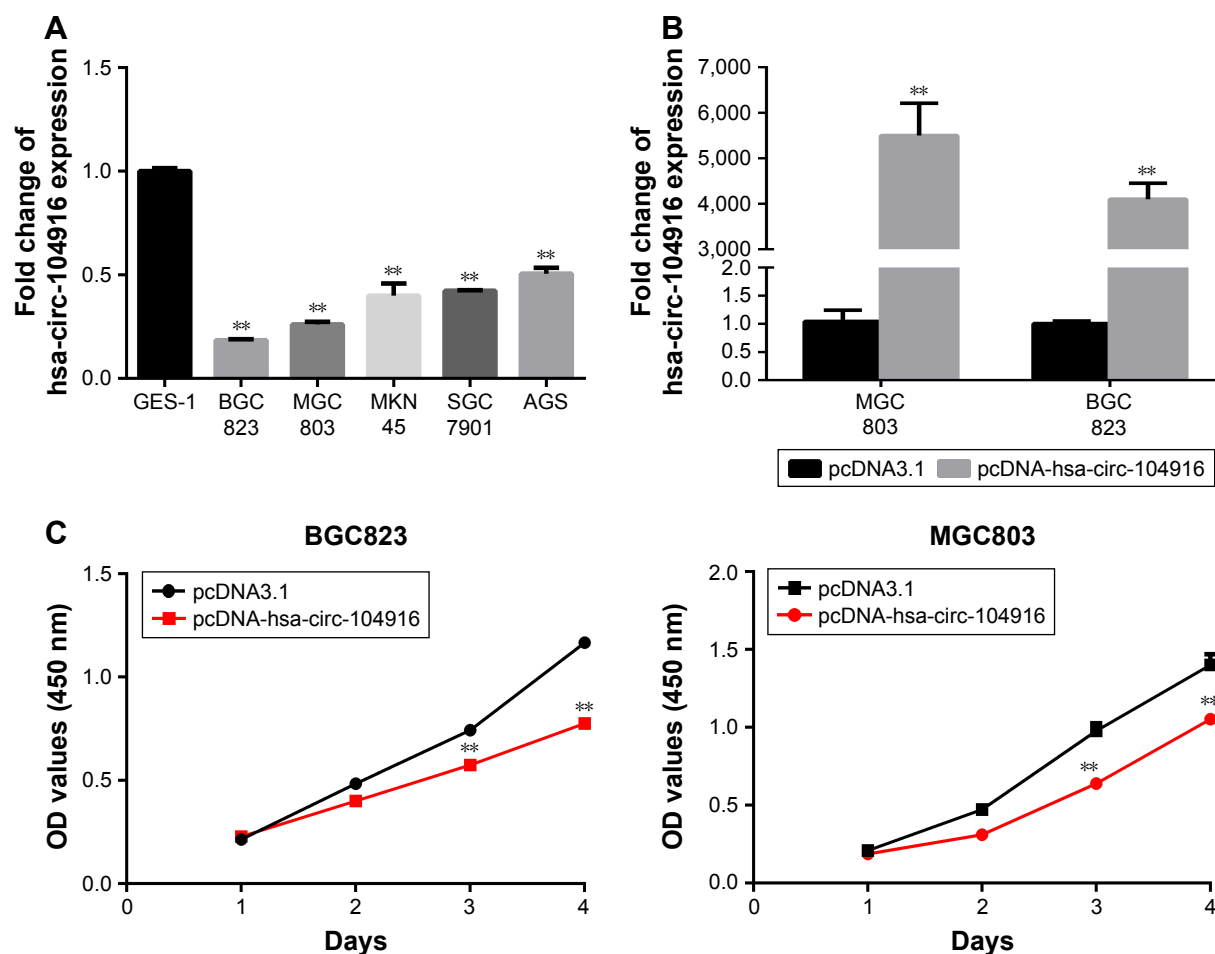 A
Fold change of
hsa-circ-104916 expression
1.5
1.0
0.5
0.0
**
**
**
**
**
GES-1
BGC
823
MGC
803
MKN
45
SGC
7901
AGS
B
Fold change of
hsa-circ-104916 expression
7,000
6,000
5,000
4,000
3,000
2.0
1.5
1.0
0.5
0.0
**
**
MGC
803
BGC
823
pcDNA3.1
pcDNA-hsa-circ-104916
C
BGC823
OD values (450 nm)
1.5
1.0
0.5
0.0
pcDNA3.1
pcDNA-hsa-circ-104916
**
**
0 1 2 3 4
Days
MGC803
OD values (450 nm)
2.0
1.5
1.0
0.5
0.0
pcDNA3.1
pcDNA-hsa-circ-104916
**
**
0 1 2 3 4
Days